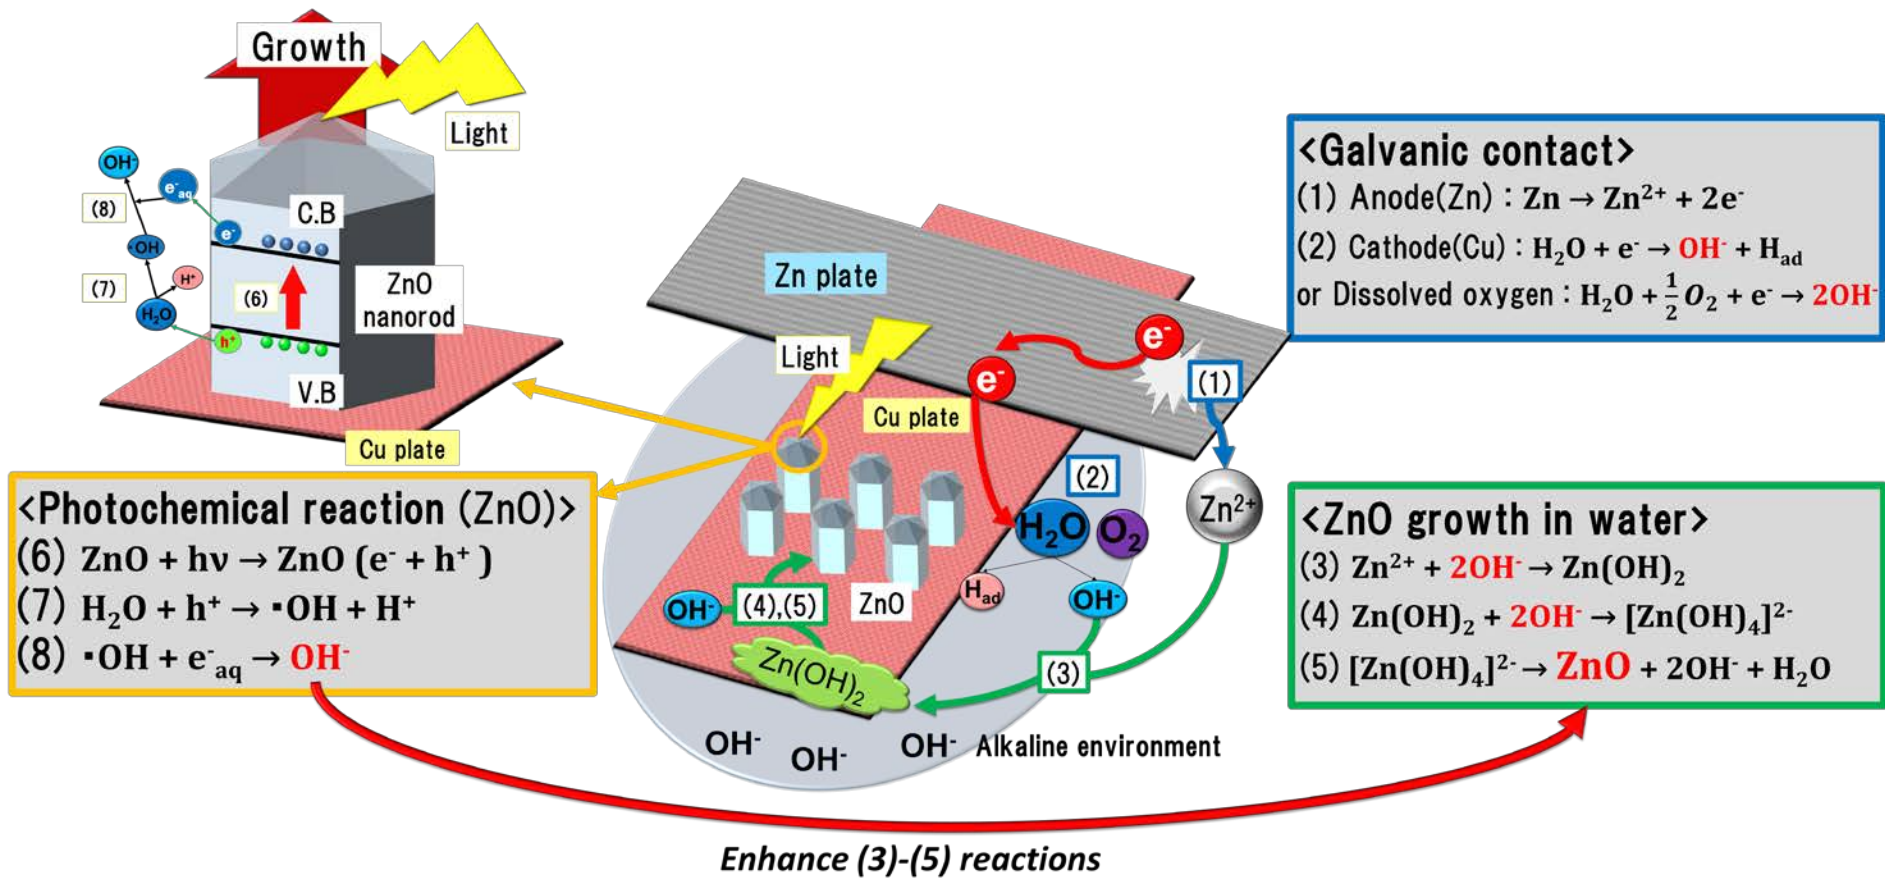 Growth
Light
OH-
e-aq
(8)
C.B
e-
•OH
(7)
H+
(6)
ZnO
nanorod
H₂O
h+
V.B
Cu plate
<Photochemical reaction (ZnO)>
(6) ZnO + hν → ZnO (e- + h+ )
(7) H₂O + h+ → ▪OH + H+
(8) ▪OH + e-aq → OH-
Zn plate
Light
e-
e-
(1)
Cu plate
(2)
Zn2+
H₂O
O₂
Had
OH-
OH-
(4),(5)
ZnO
Zn(OH)₂
(3)
OH-
OH-
OH-
Alkaline environment
<Galvanic contact>
(1) Anode(Zn) : Zn → Zn2+ + 2e-
(2) Cathode(Cu) : H₂O + e- → OH- + Had
or Dissolved oxygen : H₂O + 1/2 O₂ + e- → 2OH-
<ZnO growth in water>
(3) Zn2+ + 2OH- → Zn(OH)₂
(4) Zn(OH)₂ + 2OH- → [Zn(OH)₄]2-
(5) [Zn(OH)₄]2- → ZnO + 2OH- + H₂O
Enhance (3)-(5) reactions